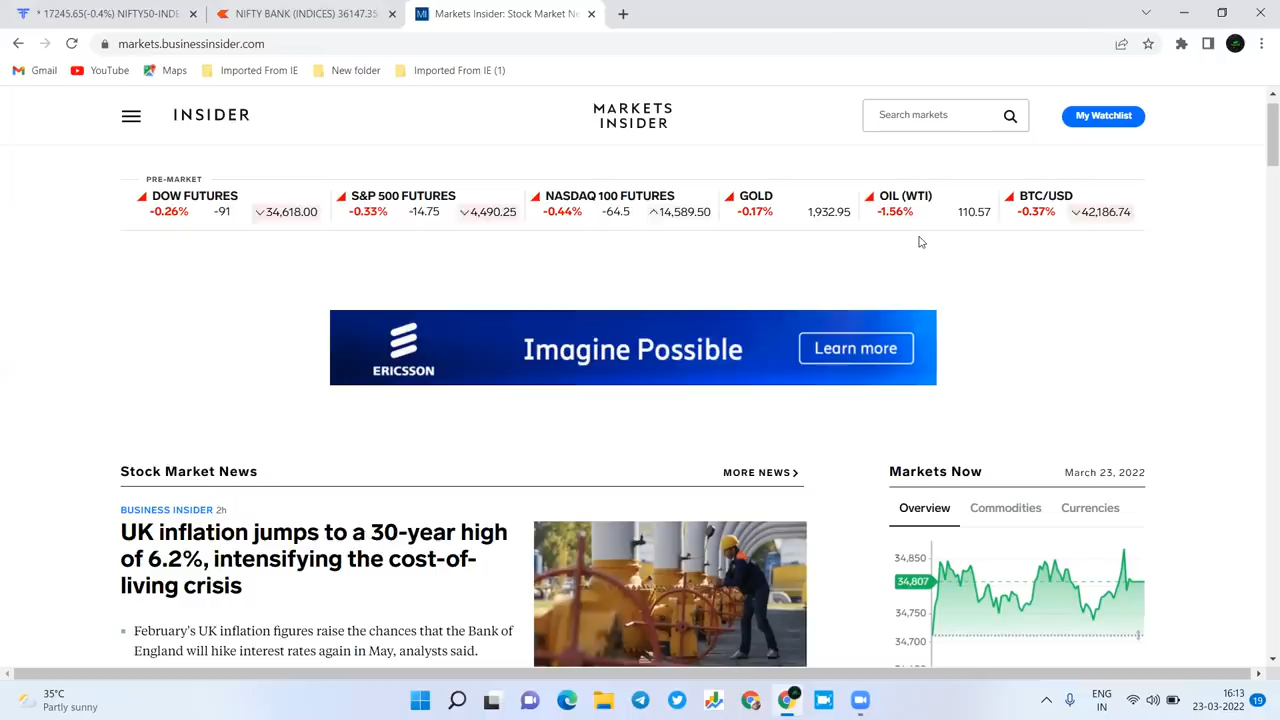 * 17245.65(-0.4%) NIFTY50-INDE
NIFTY BANK (INDICES) 36147.35
Markets Insider: Stock Market Ne
markets.businessinsider.com
Gmail
YouTube
Maps
Imported From IE
New folder
Imported From IE (1)
INSIDER
MARKETS
INSIDER
Search markets
My Watchlist
PRE-MARKET
DOW FUTURES
-0.26% -91 34,618.00
S&P 500 FUTURES
-0.33% -14.75 4,490.25
NASDAQ 100 FUTURES
-0.44% -64.5 14,589.50
GOLD
-0.17% 1,932.95
OIL (WTI)
-1.56% 110.57
BTC/USD
-0.37% 42,186.74
ERICSSON
Imagine Possible
Learn more
Stock Market News
MORE NEWS
BUSINESS INSIDER 2h
UK inflation jumps to a 30-year high
of 6.2%, intensifying the cost-of-
living crisis
February's UK inflation figures raise the chances that the Bank of
England will hike interest rates again in May, analysts said.
Markets Now
March 23, 2022
Overview
Commodities
Currencies
34,850
34,807
34,750
34,700
35°C
Partly sunny
ENG
IN
16:13
23-03-2022
19